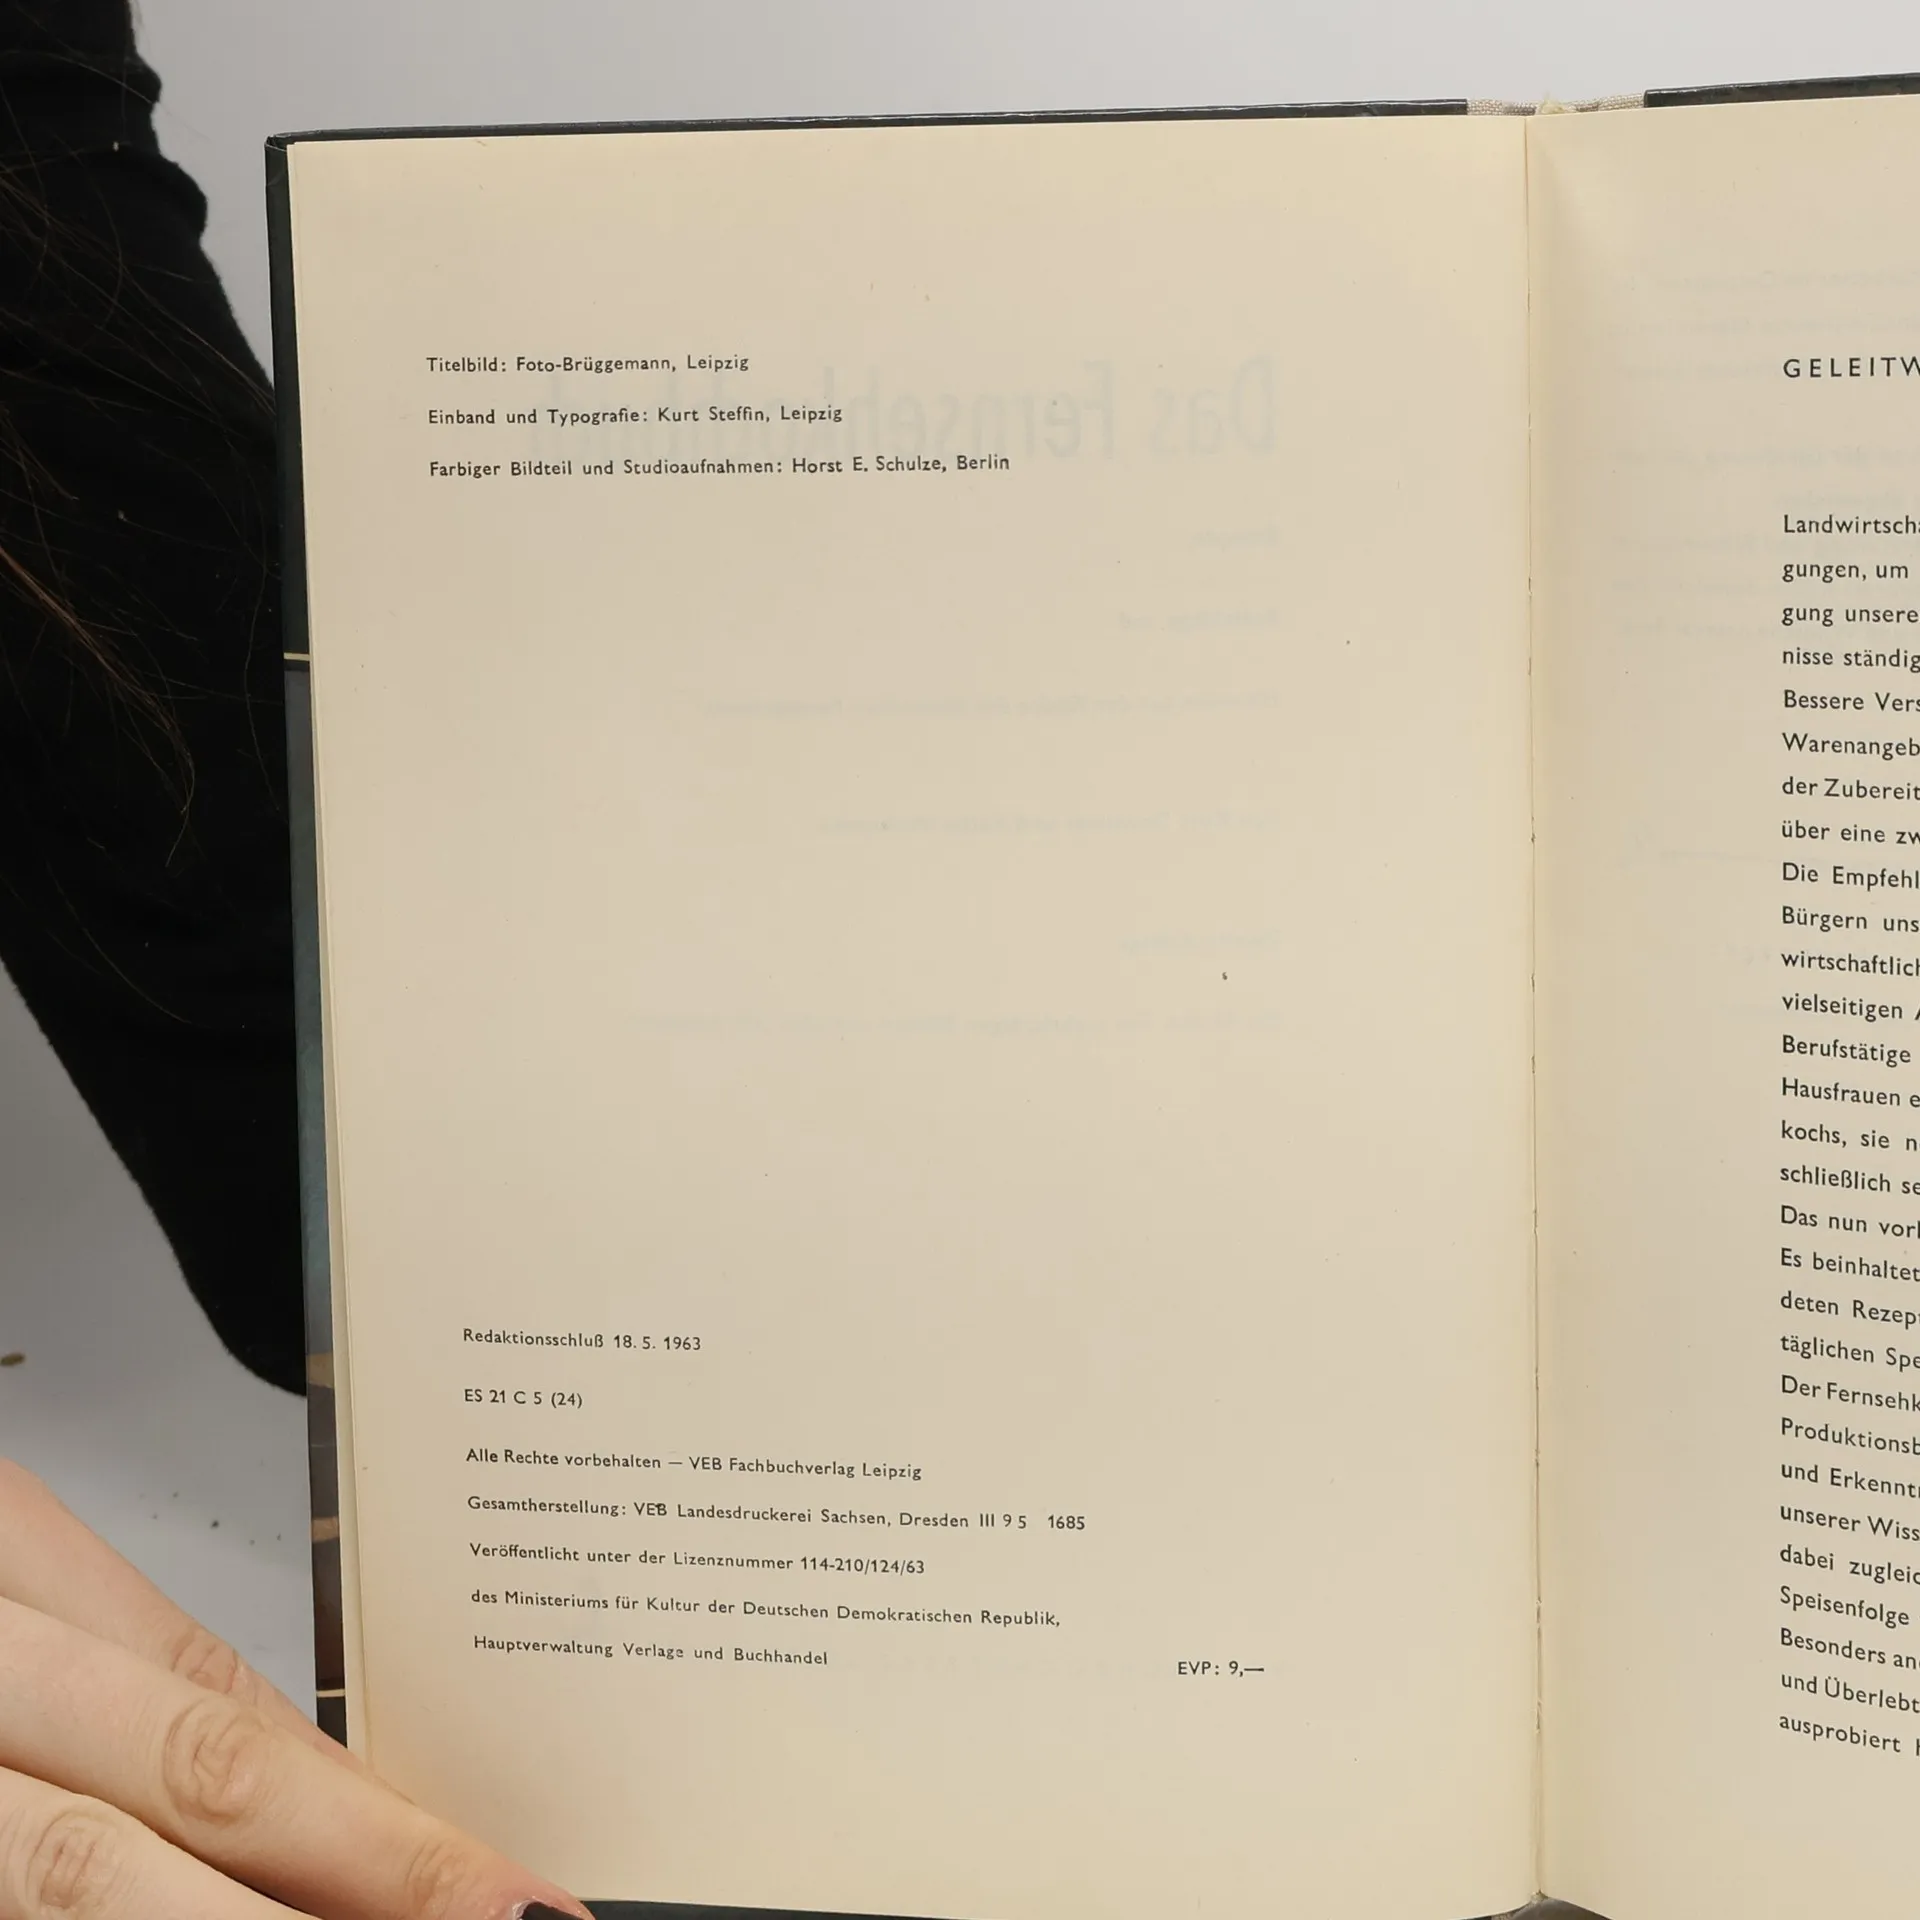 Titelbild: Foto-Brüggemann, Leipzig
Einband und Typografie: Kurt Steffin, Leipzig
Farbiger Bildteil und Studioaufnahmen: Horst E. Schulze, Berlin
Redaktionsschluß 18. 5. 1963
ES 21 C 5 (24)
Alle Rechte vorbehalten — VEB Fachbuchverlag Leipzig
Gesamtherstellung: VEB Landesdruckerei Sachsen, Dresden III 9 5 1685
Veröffentlicht unter der Lizenznummer 114-210/124/63
des Ministeriums für Kultur der Deutschen Demokratischen Republik,
Hauptverwaltung Verlage und Buchhandel
EVP: 9,—
GELEITW
Landwirtscha
gungen, um
gung unsere
nisse ständig
Bessere Vers
Warenangeb
der Zubereit
über eine zw
Die Empfehl
Bürgern uns
wirtschaftlich
vielseitigen
Berufstätige
Hausfrauen e
kochs, sie n
schließlich se
Das nun vorl
Es beinhaltet
deten Rezept
täglichen Spe
Der Fernsehk
Produktionsb
und Erkenntn
unserer Wiss
dabei zugleic
Speisenfolge
Besonders an
und Überlebt
ausprobiert